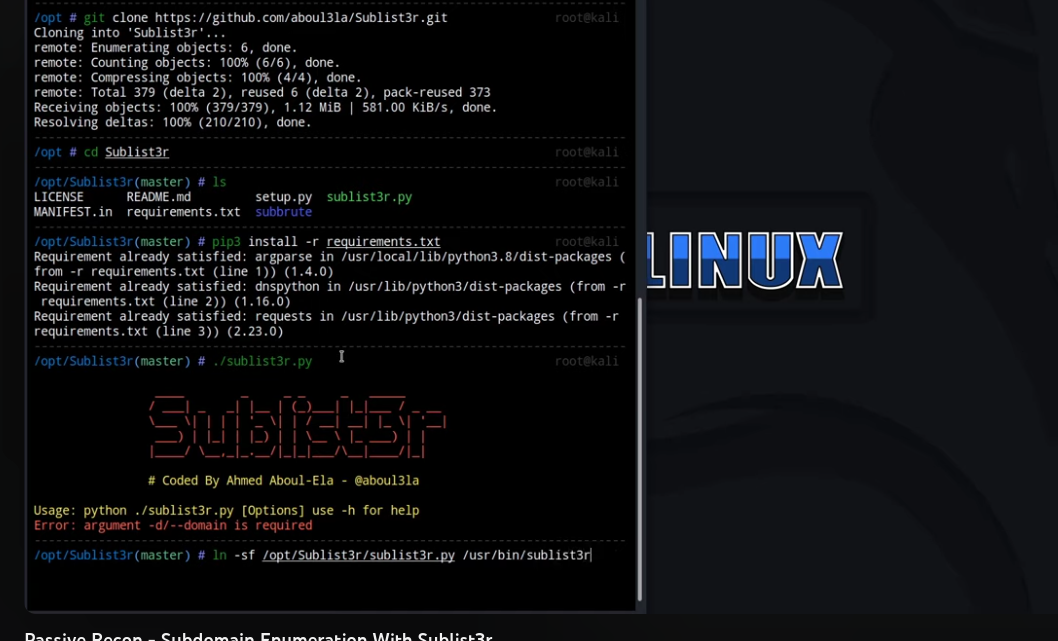 /opt # git clone https://github.com/aboul3la/Sublist3r.git root@kali
Cloning into 'Sublist3r'...
remote: Enumerating objects: 6, done.
remote: Counting objects: 100% (6/6), done.
remote: Compressing objects: 100% (4/4), done.
remote: Total 379 (delta 2), reused 6 (delta 2), pack-reused 373
Receiving objects: 100% (379/379), 1.12 MiB | 581.00 KiB/s, done.
Resolving deltas: 100% (210/210), done.
/opt # cd Sublist3r root@kali
/opt/Sublist3r(master) # ls root@kali
LICENSE README.md setup.py sublist3r.py
MANIFEST.in requirements.txt subbrute
/opt/Sublist3r(master) # pip3 install -r requirements.txt root@kali
Requirement already satisfied: argparse in /usr/local/lib/python3.8/dist-packages (
from -r requirements.txt (line 1)) (1.4.0)
Requirement already satisfied: dnspython in /usr/lib/python3/dist-packages (from -r
requirements.txt (line 2)) (1.16.0)
Requirement already satisfied: requests in /usr/lib/python3/dist-packages (from -r
requirements.txt (line 3)) (2.23.0)
/opt/Sublist3r(master) # ./sublist3r.py root@kali
Sublist3r
# Coded By Ahmed Aboul-Ela - @aboul3la
Usage: python ./sublist3r.py [Options] use -h for help
Error: argument -d/--domain is required
/opt/Sublist3r(master) # ln -sf /opt/Sublist3r/sublist3r.py /usr/bin/sublist3r
LINUX
Passive Recon - Subdomain Enumeration With Sublist3r